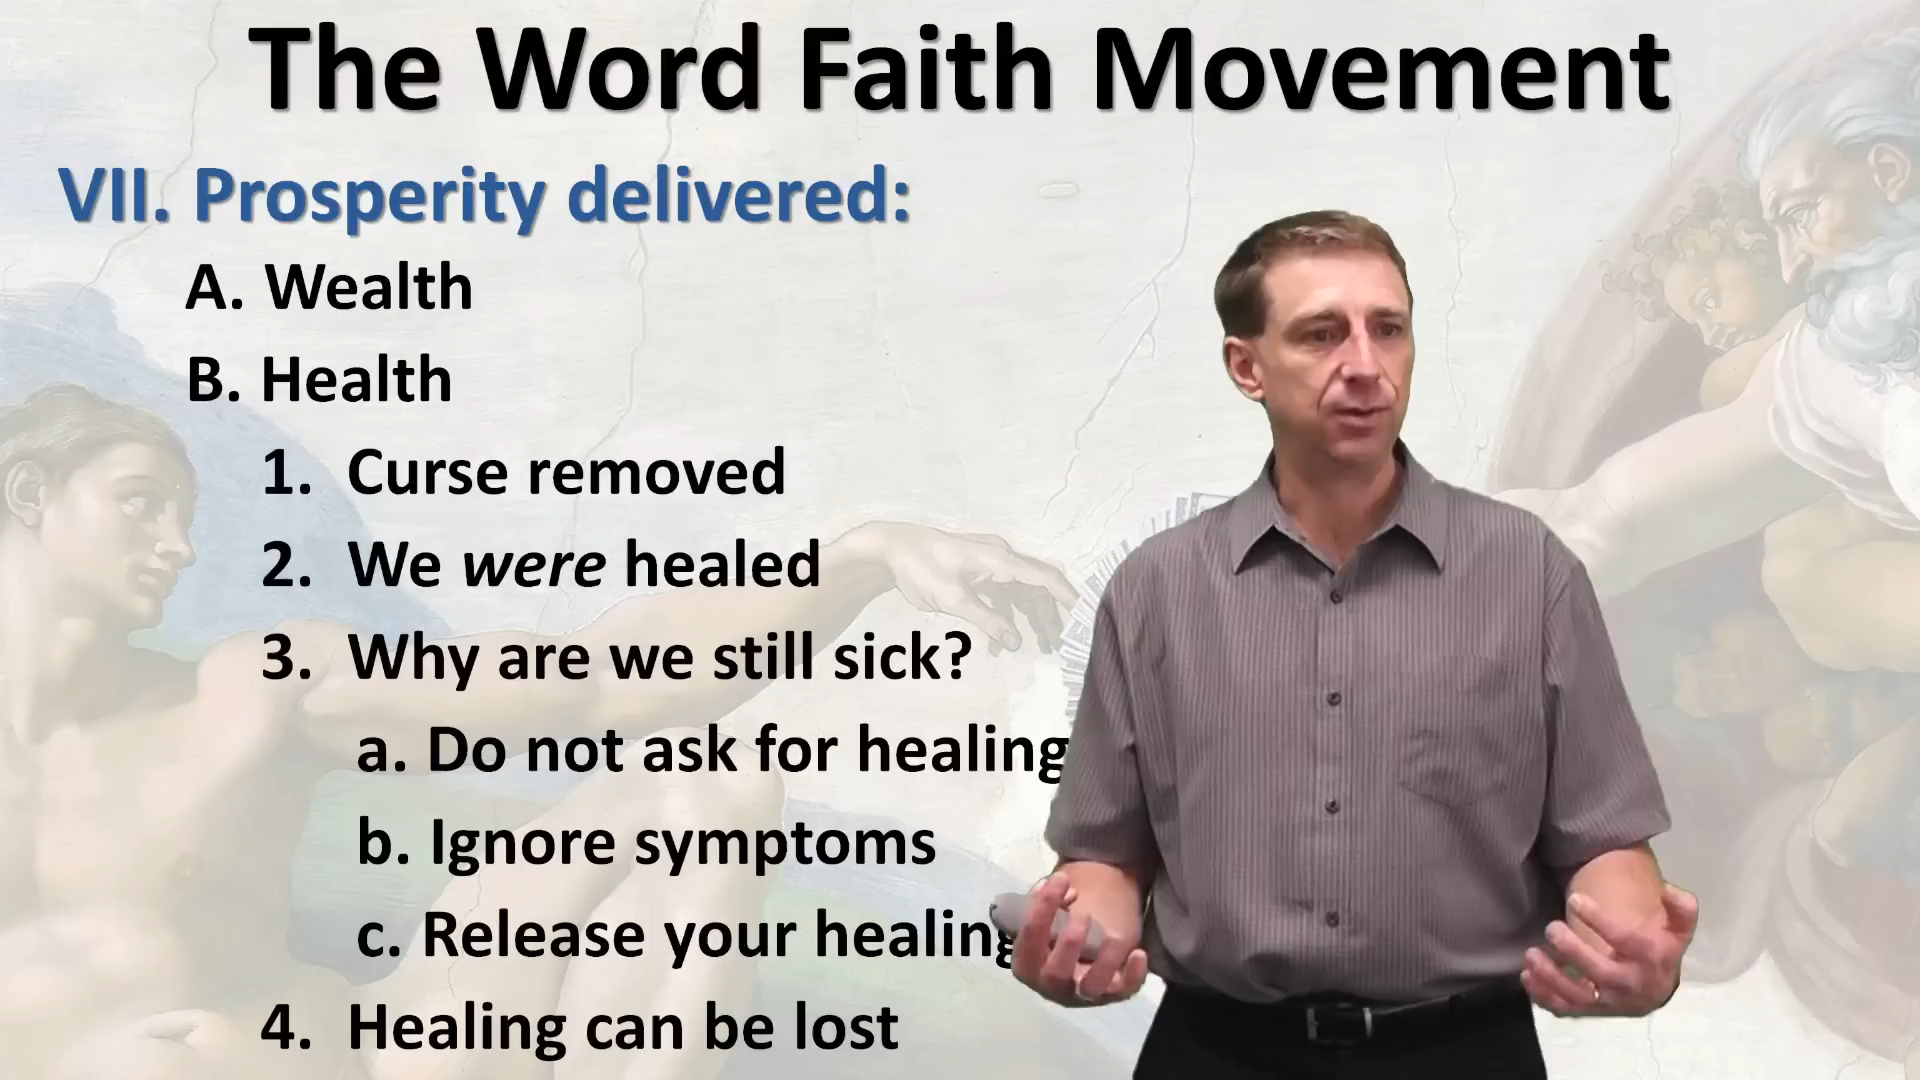 The Word Faith Movement
VII. Prosperity delivered:
A. Wealth
B. Health
1. Curse removed
2. We were healed
3. Why are we still sick?
a. Do not ask for healing
b. Ignore symptoms
c. Release your healing
4. Healing can be lost